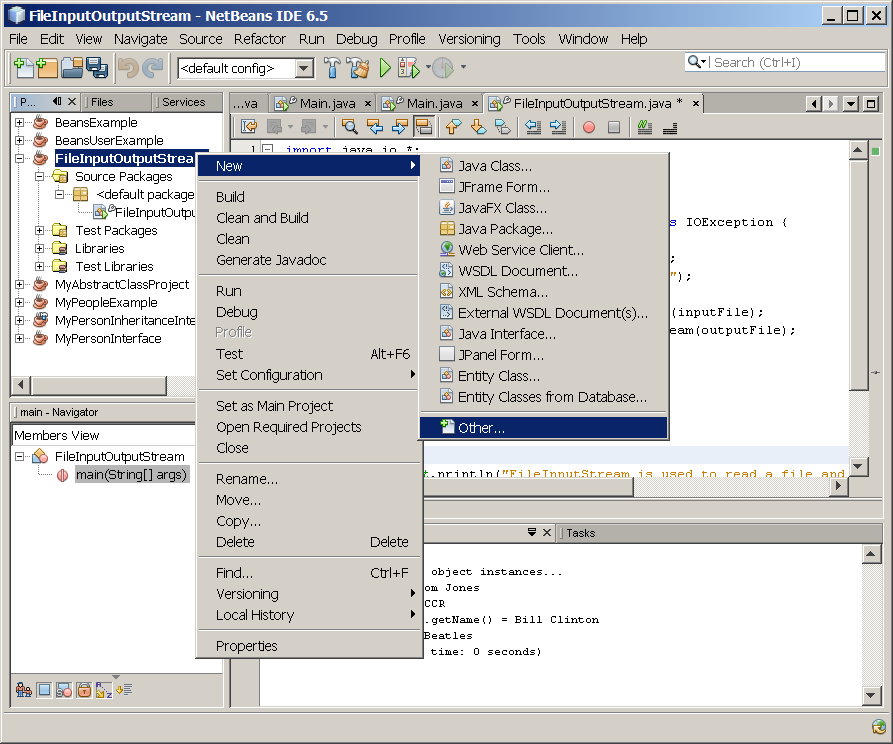 FileInputOutputStream - NetBeans IDE 6.5
File Edit View Navigate Source Refactor Run Debug Profile Versioning Tools Window Help
<default config>
Search (Ctrl+I)
P... Files Services
...va Main.java Main.java FileInputOutputStream.java *
BeansExample
BeansUserExample
FileInputOutputStrea
Source Packages
<default package
FileInputOutpu
Test Packages
Libraries
Test Libraries
MyAbstractClassProject
MyPeopleExample
MyPersonInheritanceInte
MyPersonInterface
main - Navigator
Members View
FileInputOutputStream
main(String[] args)
New
Build
Clean and Build
Clean
Generate Javadoc
Run
Debug
Profile
Test Alt+F6
Set Configuration
Set as Main Project
Open Required Projects
Close
Rename...
Move...
Copy...
Delete Delete
Find... Ctrl+F
Versioning
Local History
Properties
Java Class...
JFrame Form...
JavaFX Class...
Java Package...
Web Service Client...
WSDL Document...
XML Schema...
External WSDL Document(s)...
Java Interface...
JPanel Form...
Entity Class...
Entity Classes from Database...
Other...
1 import java.io.*;
s IOException {
;
");
(inputFile);
eam(outputFile);
t.println("FileInputStream is used to read a file and
Tasks
object instances...
om Jones
CCR
.getName() = Bill Clinton
Beatles
time: 0 seconds)